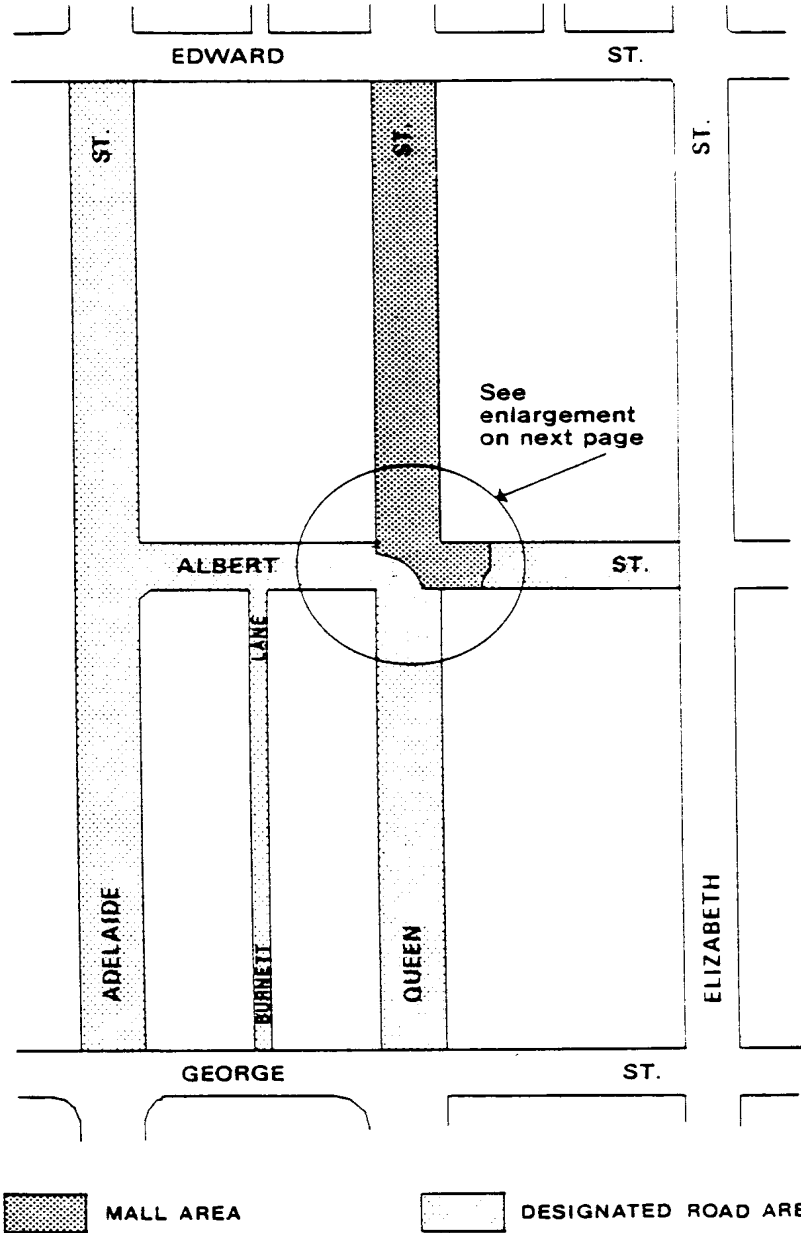 EDWARD ST.
ST.
ST.
ST.
See
enlargement
on next page
ALBERT ST.
LANE
ADELAIDE
BURNETT
QUEEN
ELIZABETH
GEORGE ST.
MALL AREA
DESIGNATED ROAD ARE